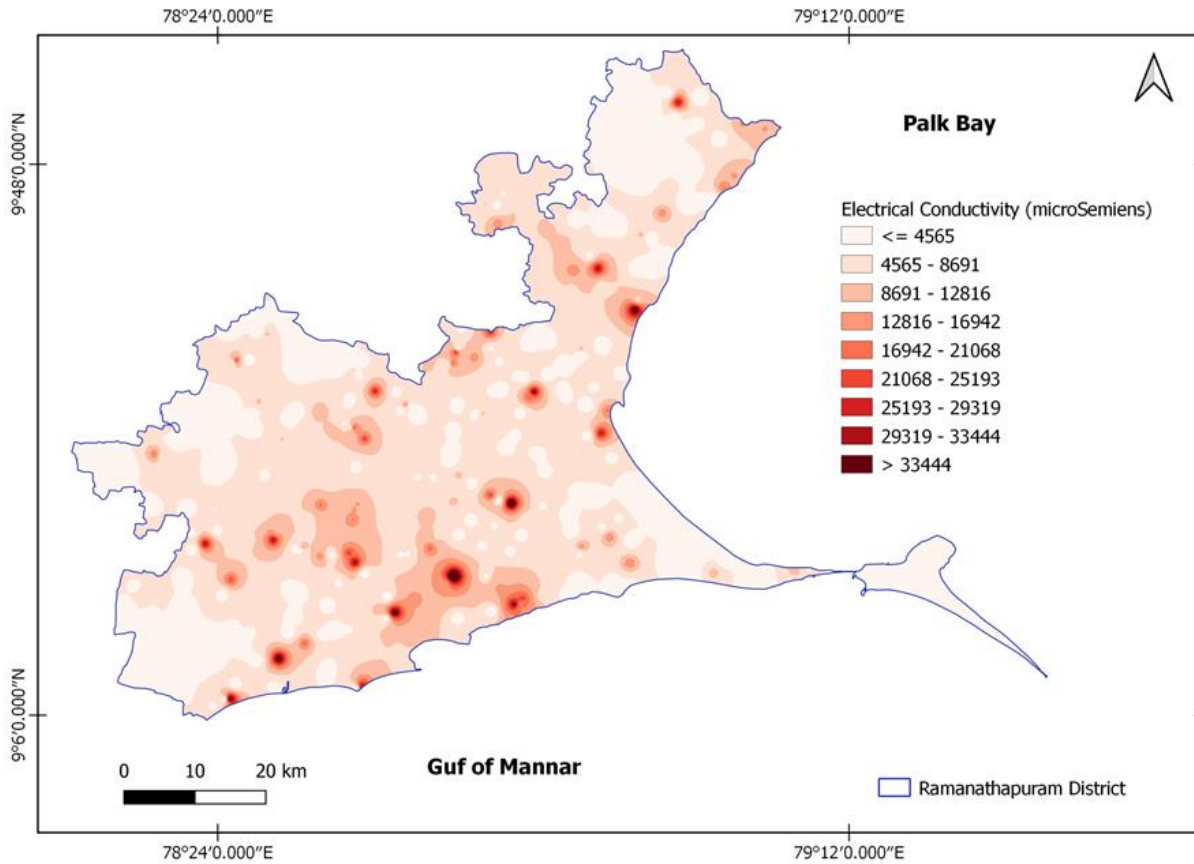 78°24′0.000″E
79°12′0.000″E
9°48′0.000″N
Palk Bay
Electrical Conductivity (microSemiens)
<= 4565
4565 - 8691
8691 - 12816
12816 - 16942
16942 - 21068
21068 - 25193
25193 - 29319
29319 - 33444
> 33444
9°6′0.000″N
0 10 20 km
Guf of Mannar
Ramanathapuram District
78°24′0.000″E
79°12′0.000″E